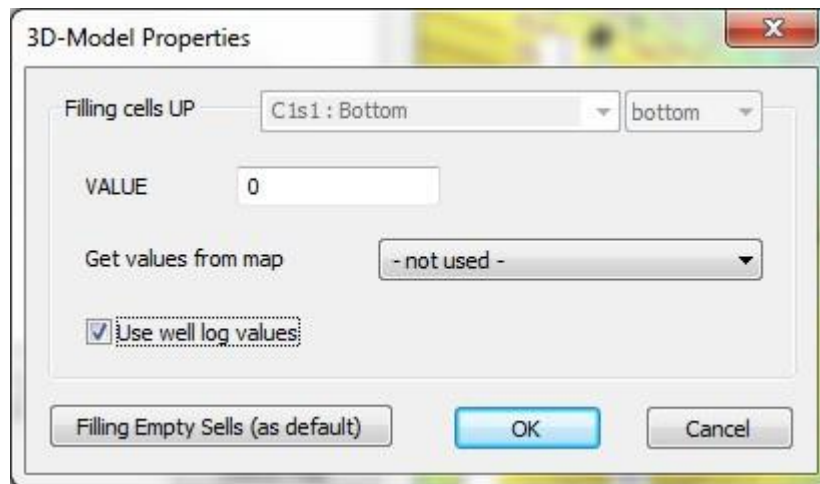 3D-Model Properties
Filling cells UP C1s1 : Bottom bottom
VALUE 0
Get values from map - not used -
Use well log values
Filling Empty Sells (as default) OK Cancel